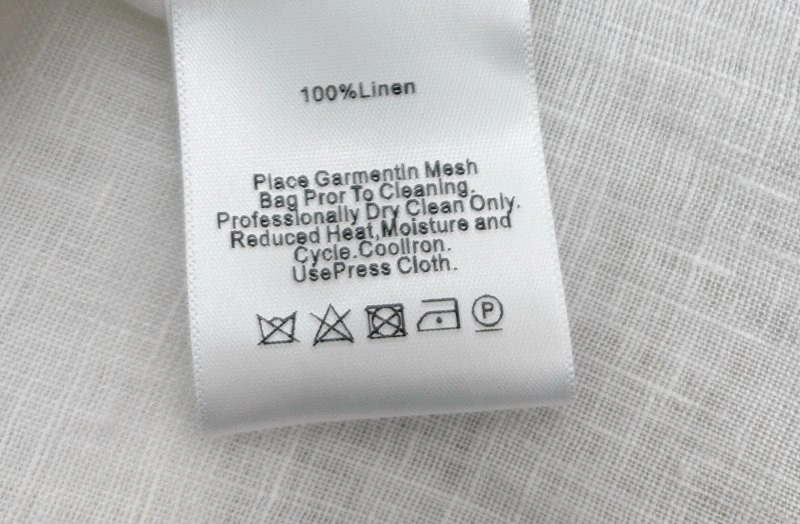 100%Linen
Place GarmentIn Mesh
Bag Pror To Cleaning.
Professionally Dry Clean Only.
Reduced Heat,Moisture and
Cycle.CoolIron.
UsePress Cloth.
P